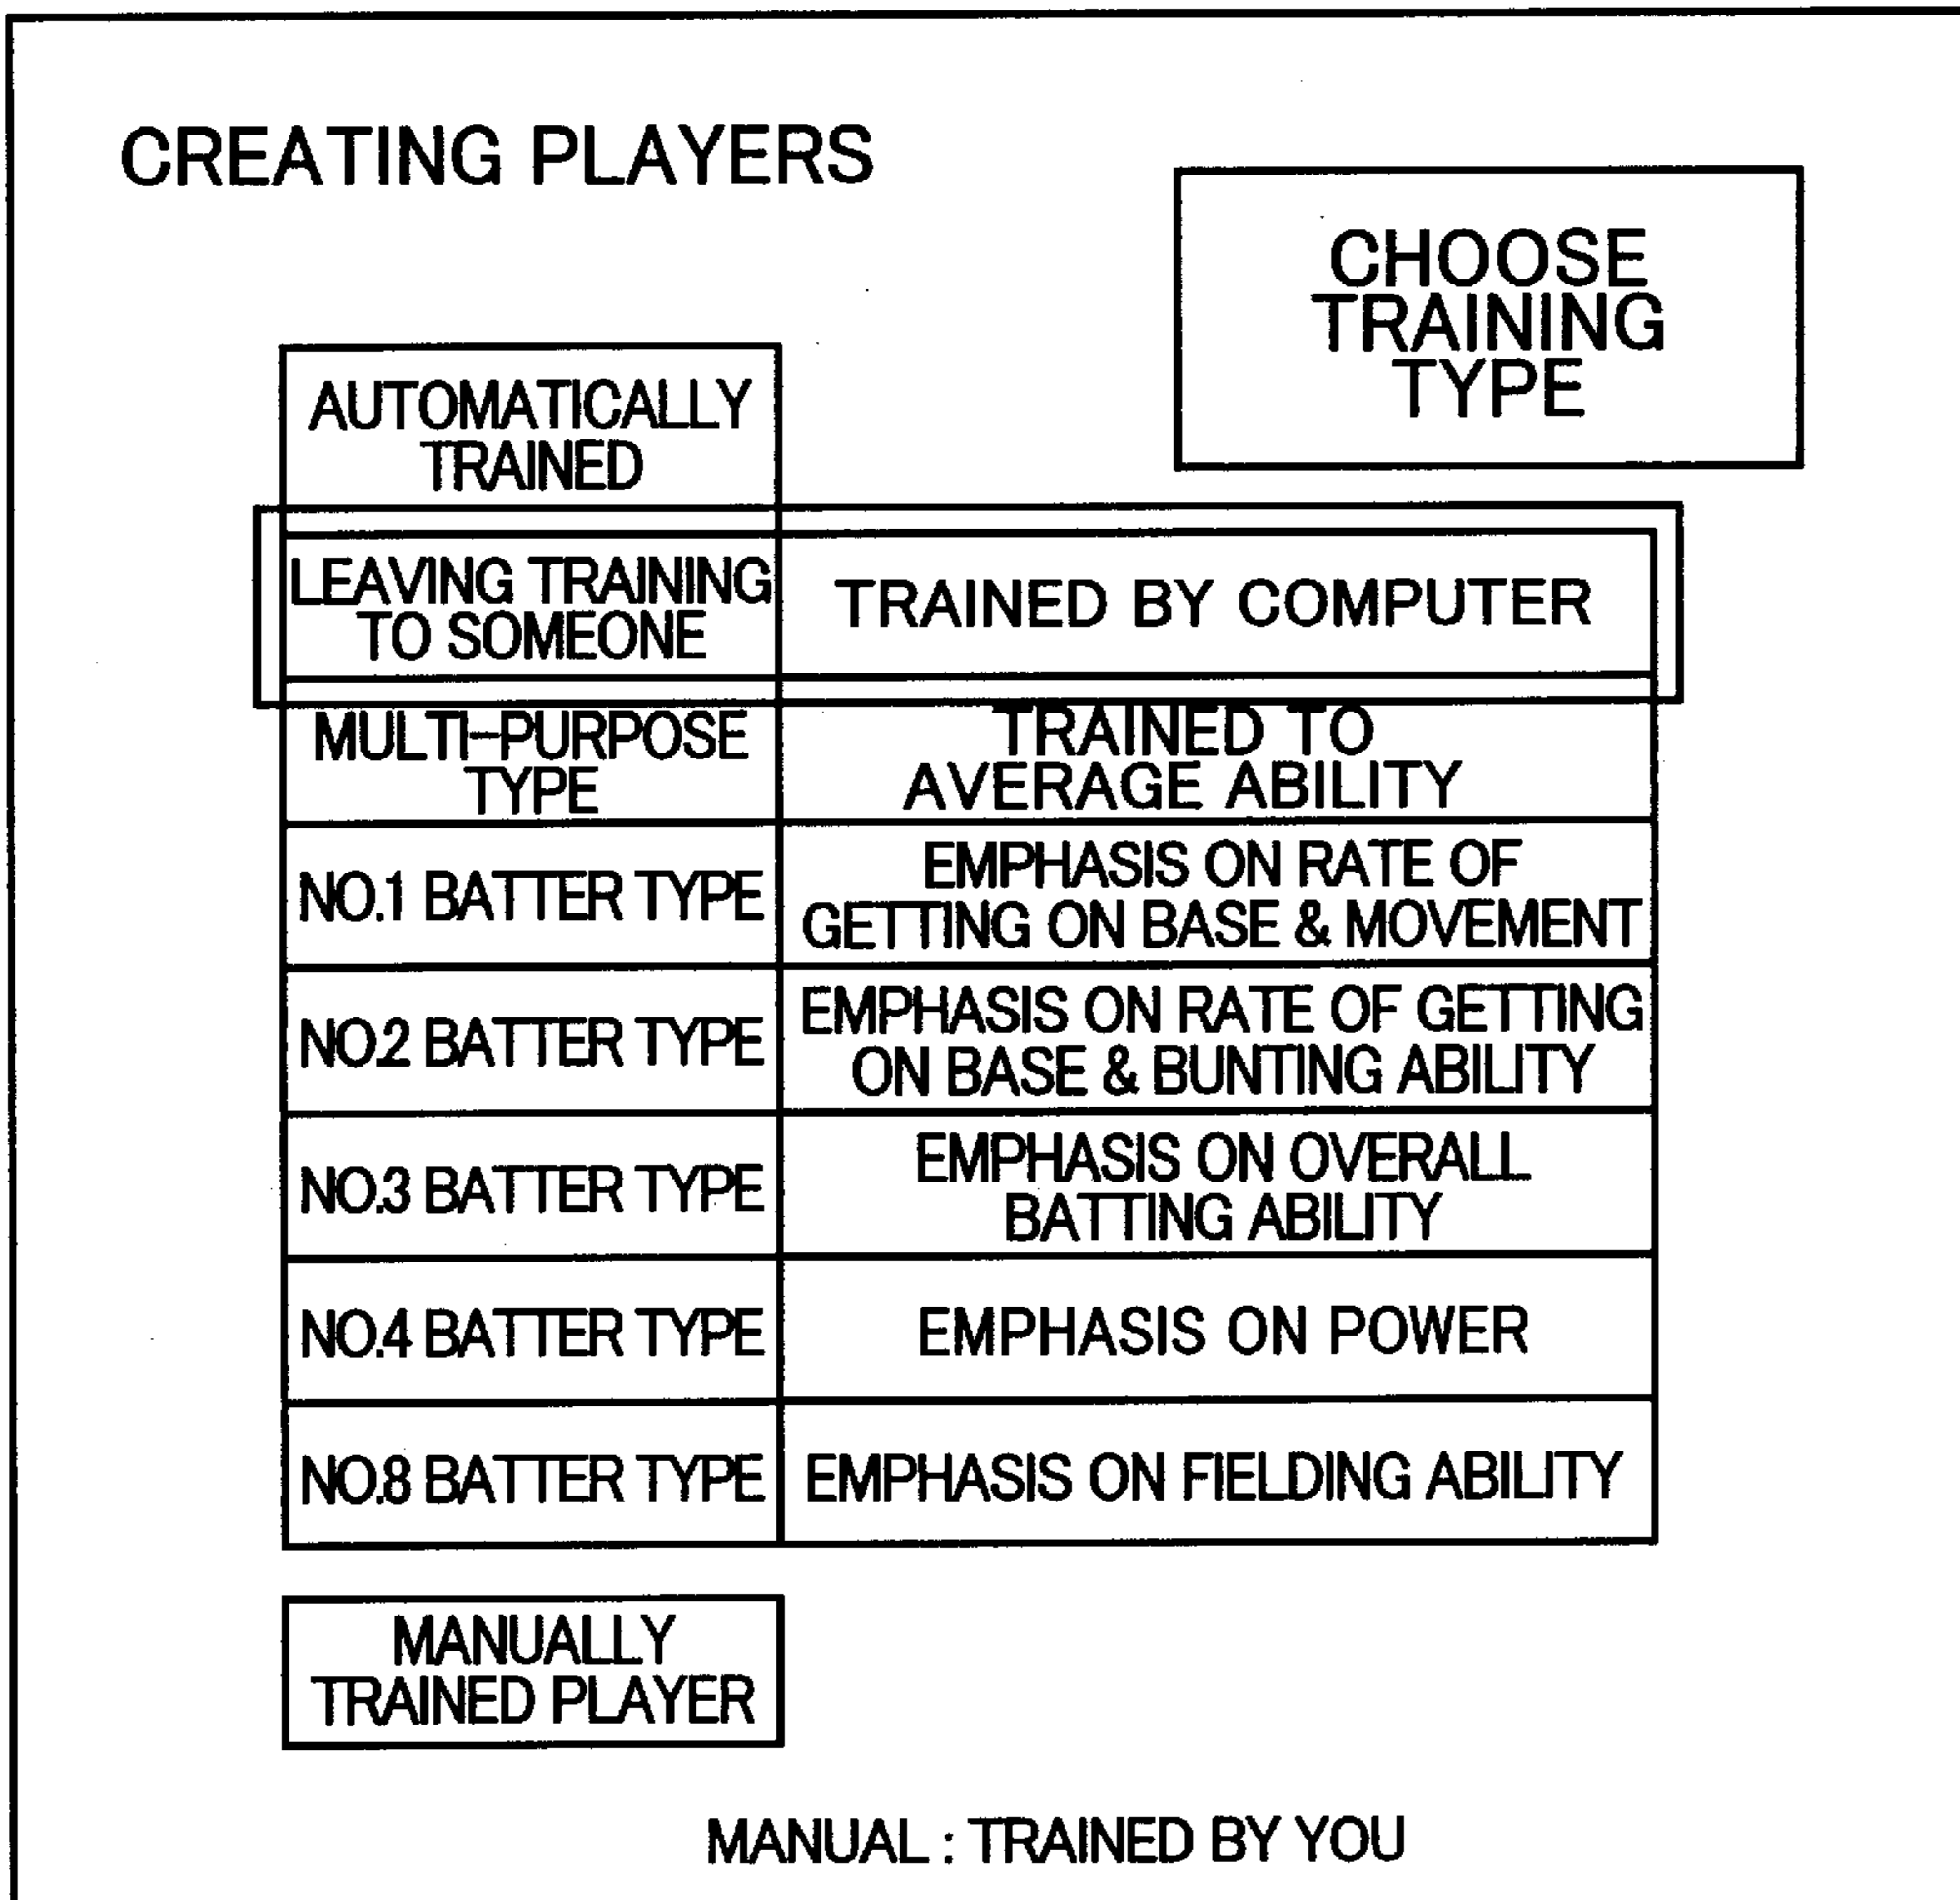 CREATING PLAYERS
CHOOSE
TRAINING
TYPE
AUTOMATICALLY
TRAINED
LEAVING TRAINING
TO SOMEONE
TRAINED BY COMPUTER
MULTI-PURPOSE
TYPE
TRAINED TO
AVERAGE ABILITY
NO.1 BATTER TYPE
EMPHASIS ON RATE OF
GETTING ON BASE & MOVEMENT
NO.2 BATTER TYPE
EMPHASIS ON RATE OF GETTING
ON BASE & BUNTING ABILITY
NO.3 BATTER TYPE
EMPHASIS ON OVERALL
BATTING ABILITY
NO.4 BATTER TYPE
EMPHASIS ON POWER
NO.8 BATTER TYPE
EMPHASIS ON FIELDING ABILITY
MANUALLY
TRAINED PLAYER
MANUAL : TRAINED BY YOU